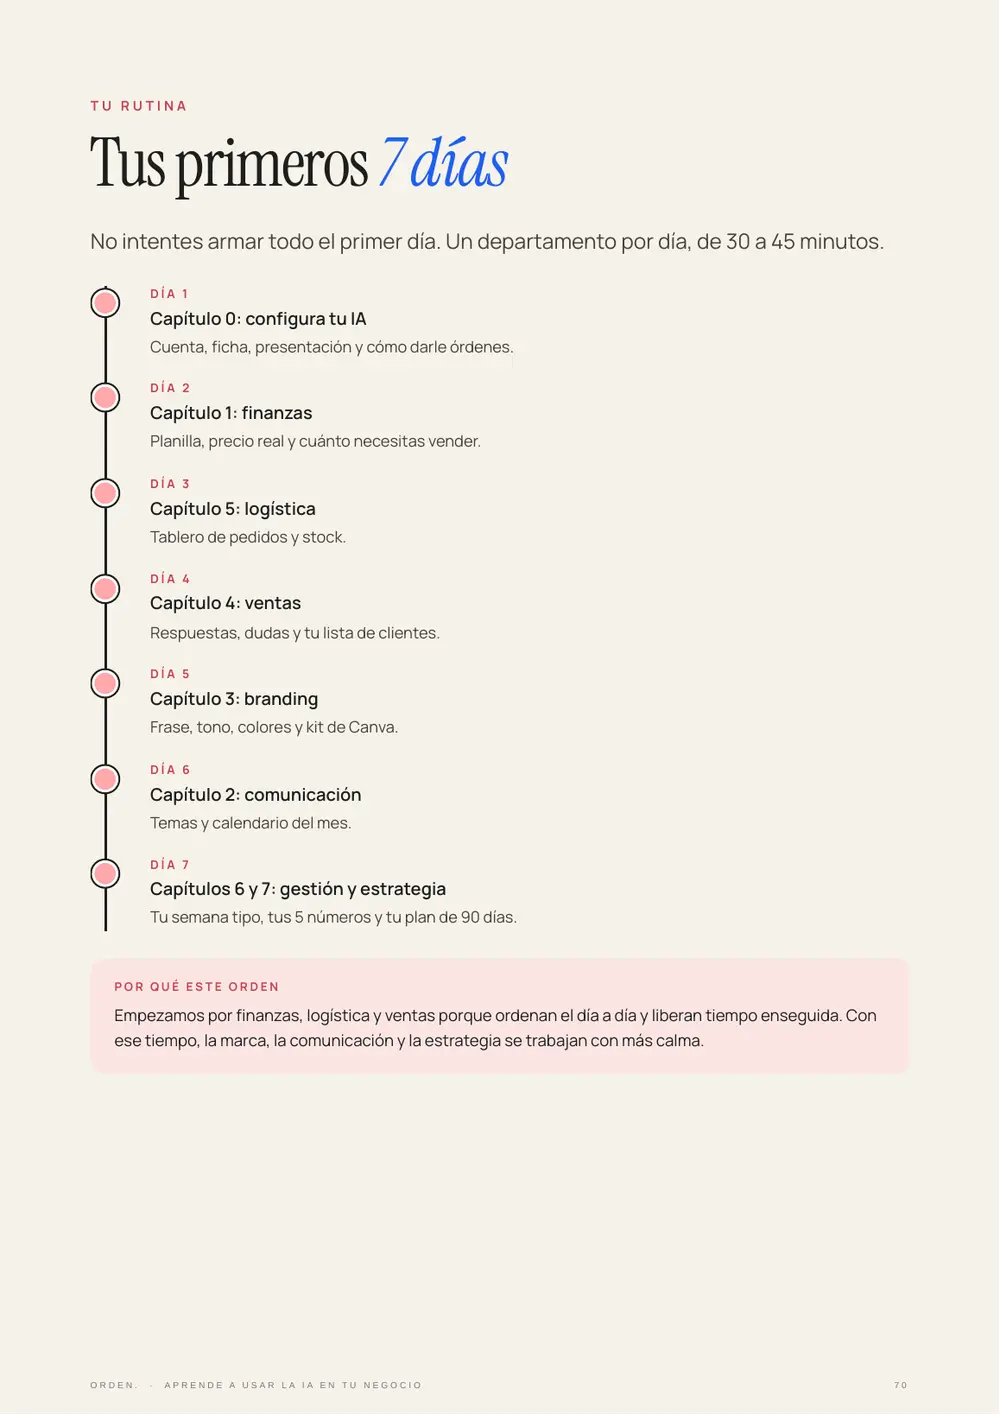 TU RUTINA
Tus primeros 7 días
No intentes armar todo el primer día. Un departamento por día, de 30 a 45 minutos.
DÍA 1
Capítulo 0: configura tu IA
Cuenta, ficha, presentación y cómo darle órdenes.
DÍA 2
Capítulo 1: finanzas
Planilla, precio real y cuánto necesitas vender.
DÍA 3
Capítulo 5: logística
Tablero de pedidos y stock.
DÍA 4
Capítulo 4: ventas
Respuestas, dudas y tu lista de clientes.
DÍA 5
Capítulo 3: branding
Frase, tono, colores y kit de Canva.
DÍA 6
Capítulo 2: comunicación
Temas y calendario del mes.
DÍA 7
Capítulos 6 y 7: gestión y estrategia
Tu semana tipo, tus 5 números y tu plan de 90 días.
POR QUÉ ESTE ORDEN
Empezamos por finanzas, logística y ventas porque ordenan el día a día y liberan tiempo enseguida. Con
ese tiempo, la marca, la comunicación y la estrategia se trabajan con más calma.
ORDEN. · APRENDE A USAR LA IA EN TU NEGOCIO 70